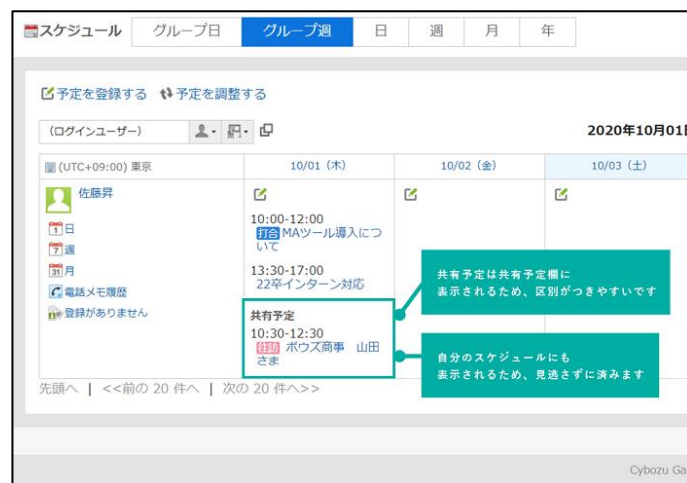 スケジュール グループ日 グループ週 日 週 月 年
予定を登録する 予定を調整する
(ログインユーザー) 2020年10月01日
(UTC+09:00) 東京 10/01（木） 10/02（金） 10/03（土）
佐藤昇
1日
7週
31月
電話メモ履歴
登録がありません
10:00-12:00
打合 MAツール導入につ
いて
13:30-17:00
22卒インターン対応
共有予定
10:30-12:30
往訪 ボウズ商事 山田
さま
共有予定は共有予定欄に
表示されるため、区別がつきやすいです
自分のスケジュールにも
表示されるため、見逃さずに済みます
先頭へ | <<前の 20 件へ | 次の 20 件へ>>
Cybozu Ga